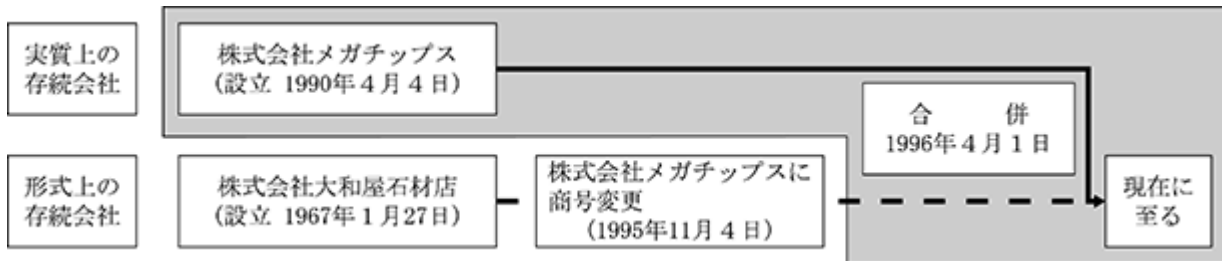 実質上の
存続会社
株式会社メガチップス
(設立 1990年4月4日)
合 併
1996年4月1日
形式上の
存続会社
株式会社大和屋石材店
(設立 1967年1月27日)
株式会社メガチップスに
商号変更
(1995年11月4日)
現在に
至る